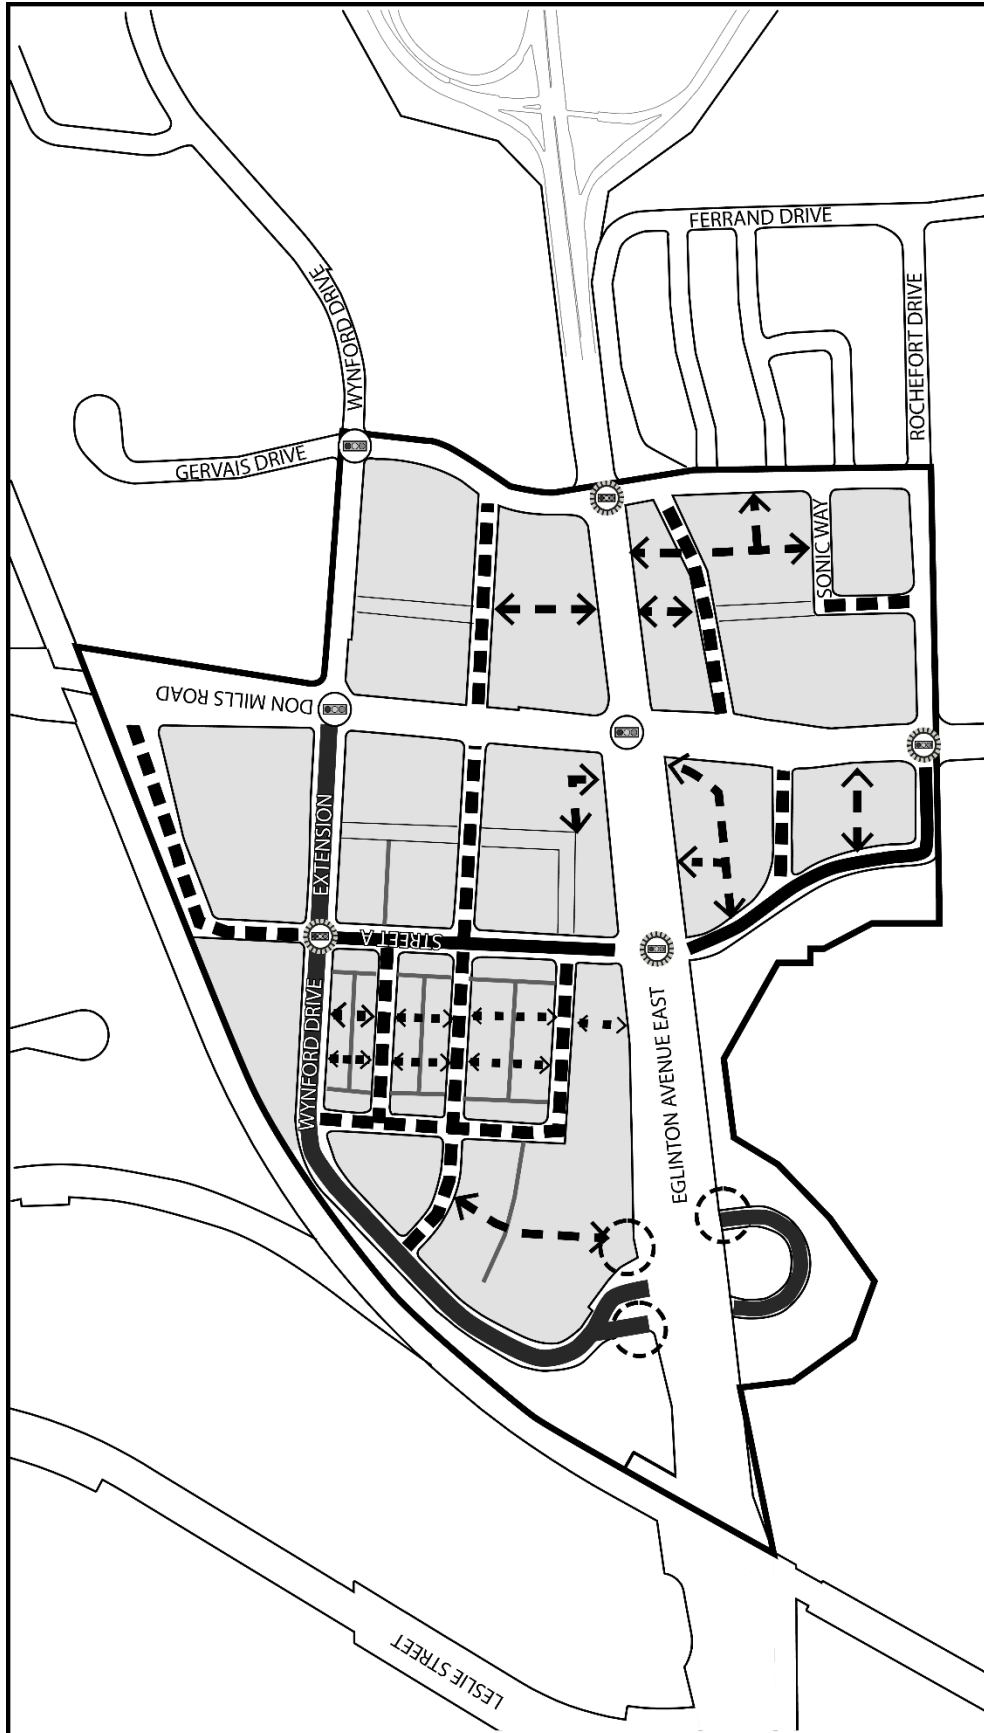 FERRAND DRIVE
ROCHEFORT DRIVE
WYNFORD DRIVE
GERVAIS DRIVE
SONIC WAY
DON MILLS ROAD
EXTENSION
STREET A
WYNFORD DRIVE
EGLINTON AVENUE EAST
LESLIE STREET